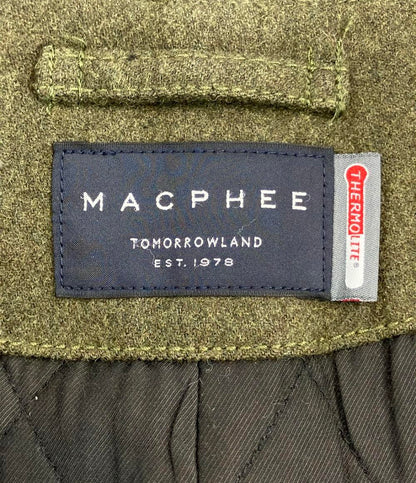 MACPHEE
TOMORROWLAND
EST. 1978
THERMOLITE®